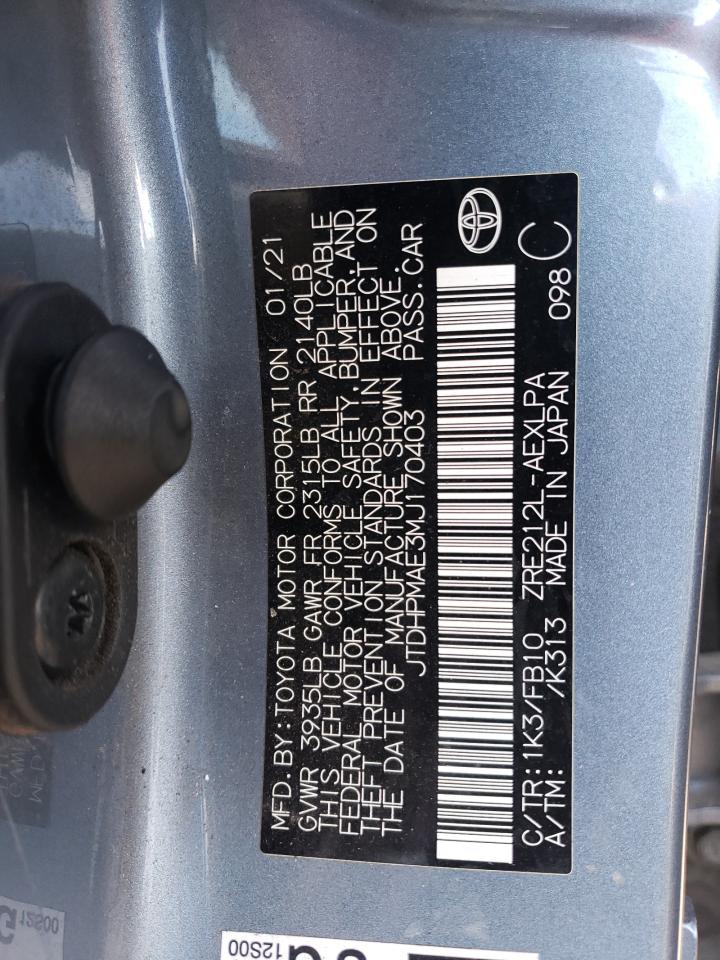 MFD.BY:TOYOTA MOTOR CORPORATION 01/21
GVWR 3935LB GAWR FR 2315LB RR 2140LB
THIS VEHICLE CONFORMS TO ALL APPLICABLE
FEDERAL MOTOR VEHICLE SAFETY,BUMPER,AND
THEFT PREVENTION STANDARDS IN EFFECT ON
THE DATE OF MANUFACTURE SHOWN ABOVE.
JTDHPMAE3MJ170403 PASS.CAR
C/TR:1K3/FB10 ZRE212L-AEXLPA 098 C
A/TM: /K313 MADE IN JAPAN
12S00
G
12S00